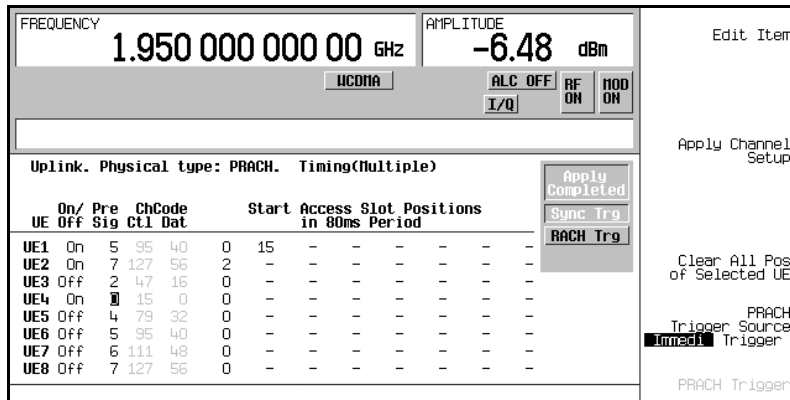 FREQUENCY
1.950 000 000 00 GHz
AMPLITUDE
-6.48 dBm
WCDMA
ALC OFF
I/Q
RF ON
MOD ON
Uplink. Physical type: PRACH. Timing(Multiple)
Apply Completed
Sync Trg
RACH Trg
On/ Pre ChCode Start Access Slot Positions
UE Off Sig Ctl Dat in 80ms Period
UE1 On 5 95 40 0 15 - - - - - -
UE2 On 7 127 56 2 - - - - - - -
UE3 Off 2 47 16 0 - - - - - - -
UE4 On 0 15 0 0 - - - - - - -
UE5 Off 4 79 32 0 - - - - - - -
UE6 Off 5 95 40 0 - - - - - - -
UE7 Off 6 111 48 0 - - - - - - -
UE8 Off 7 127 56 0 - - - - - - -
Edit Item
Apply Channel
Setup
Clear All Pos
of Selected UE
PRACH
Trigger Source
Immedi Trigger
PRACH Trigger